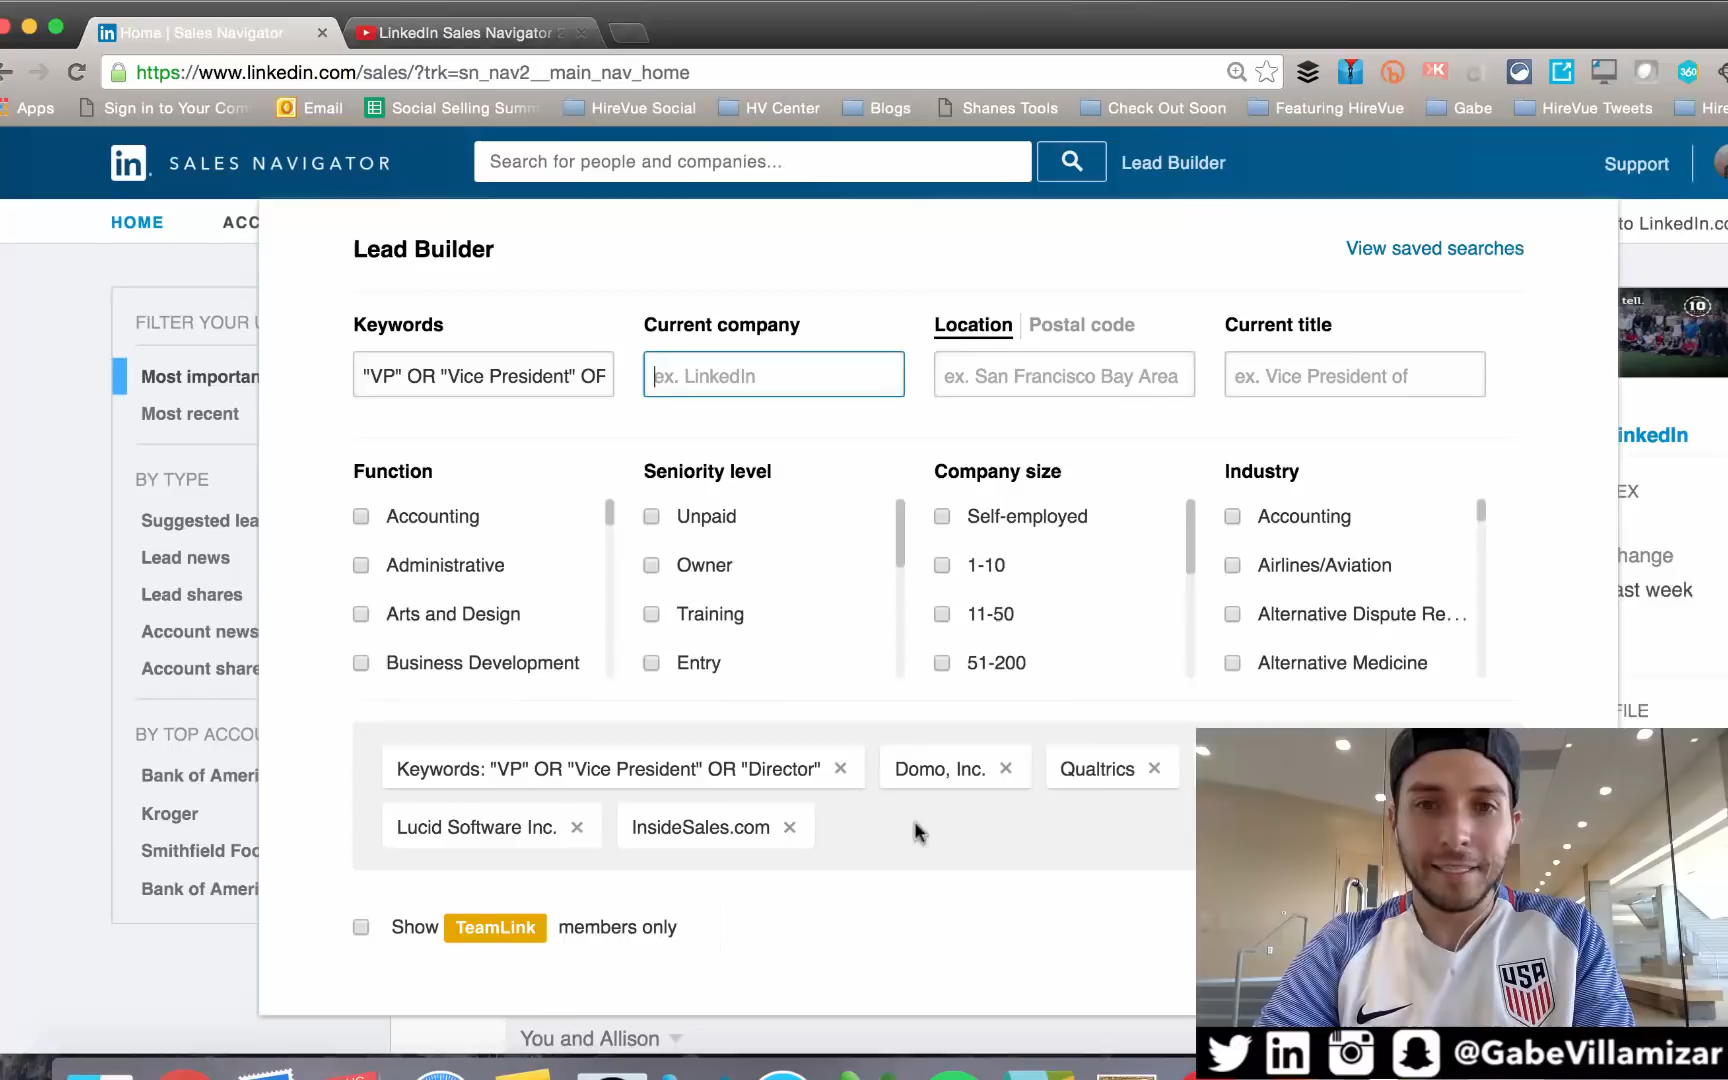 Home | Sales Navigator
LinkedIn Sales Navigator 2
https://www.linkedin.com/sales/?trk=sn_nav2__main_nav_home
Apps
Sign in to Your Com
Email
Social Selling Summ
HireVue Social
HV Center
Blogs
Shanes Tools
Check Out Soon
Featuring HireVue
Gabe
HireVue Tweets
Hire
in SALES NAVIGATOR
Search for people and companies...
Lead Builder
Support
HOME
ACC
to LinkedIn.co
Lead Builder
View saved searches
FILTER YOUR U
Most importan
Most recent
BY TYPE
Suggested lea
Lead news
Lead shares
Account news
Account share
BY TOP ACCOU
Bank of Ameri
Kroger
Smithfield Foo
Bank of Ameri
Keywords
Current company
Location
Postal code
Current title
"VP" OR "Vice President" OR
ex. LinkedIn
ex. San Francisco Bay Area
ex. Vice President of
Function
Seniority level
Company size
Industry
Accounting
Unpaid
Self-employed
Accounting
Administrative
Owner
1-10
Airlines/Aviation
Arts and Design
Training
11-50
Alternative Dispute Re...
Business Development
Entry
51-200
Alternative Medicine
Keywords: "VP" OR "Vice President" OR "Director"
Domo, Inc.
Qualtrics
Lucid Software Inc.
InsideSales.com
Show TeamLink members only
You and Allison
tell.
10
inkedIn
EX
hange
ast week
FILE
USA
in
@GabeVillamizar
360